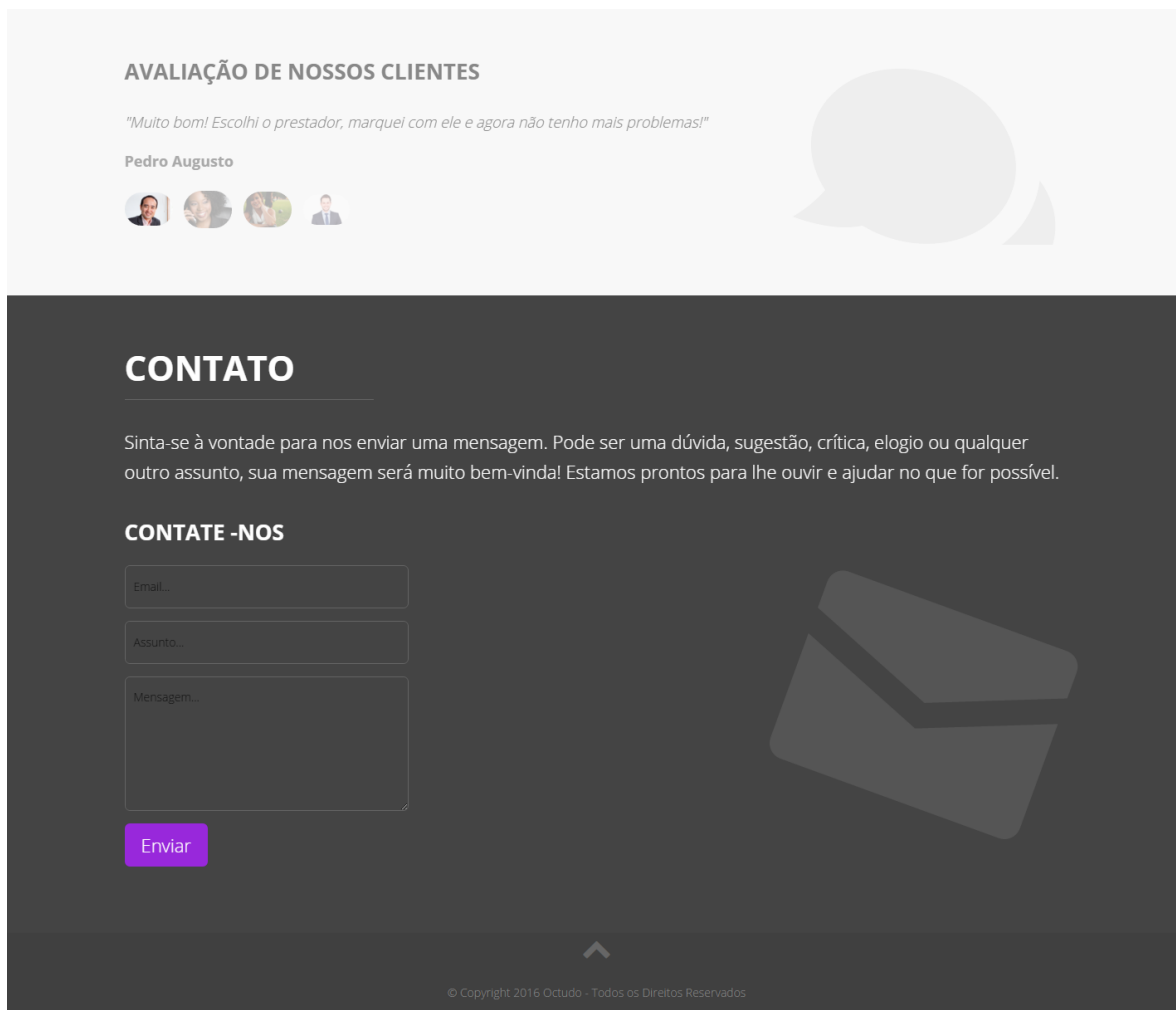 AVALIAÇÃO DE NOSSOS CLIENTES
"Muito bom! Escolhi o prestador, marquei com ele e agora não tenho mais problemas!"
Pedro Augusto
CONTATO
Sinta-se à vontade para nos enviar uma mensagem. Pode ser uma dúvida, sugestão, crítica, elogio ou qualquer
outro assunto, sua mensagem será muito bem-vinda! Estamos prontos para lhe ouvir e ajudar no que for possível.
CONTATE -NOS
Email...
Assunto...
Mensagem...
Enviar
© Copyright 2016 Octudo - Todos os Direitos Reservados